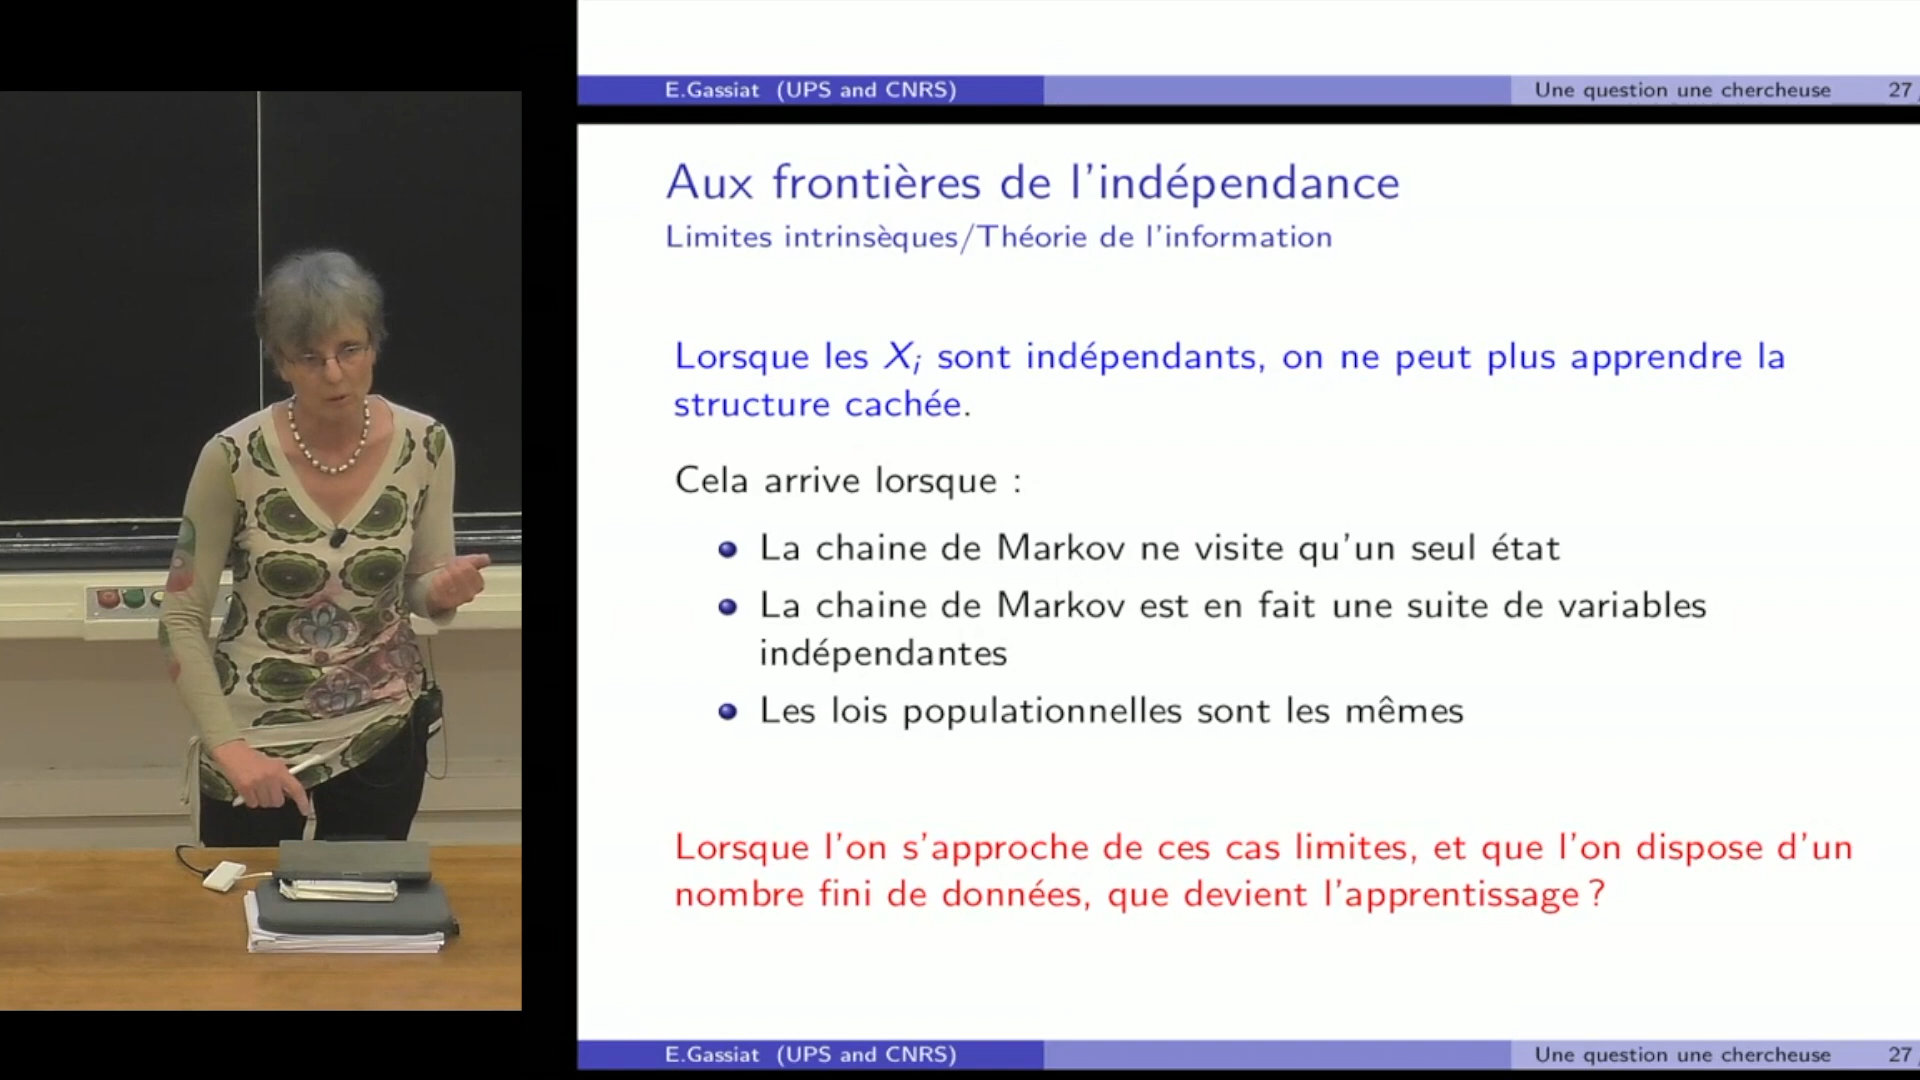 E.Gassiat (UPS and CNRS)
Une question une chercheuse
27
Aux frontières de l'indépendance
Limites intrinsèques/Théorie de l'information
Lorsque les Xi sont indépendants, on ne peut plus apprendre la
structure cachée.
Cela arrive lorsque :
La chaine de Markov ne visite qu'un seul état
La chaine de Markov est en fait une suite de variables
indépendantes
Les lois populationnelles sont les mêmes
Lorsque l'on s'approche de ces cas limites, et que l'on dispose d'un
nombre fini de données, que devient l'apprentissage ?
E.Gassiat (UPS and CNRS)
Une question une chercheuse
27